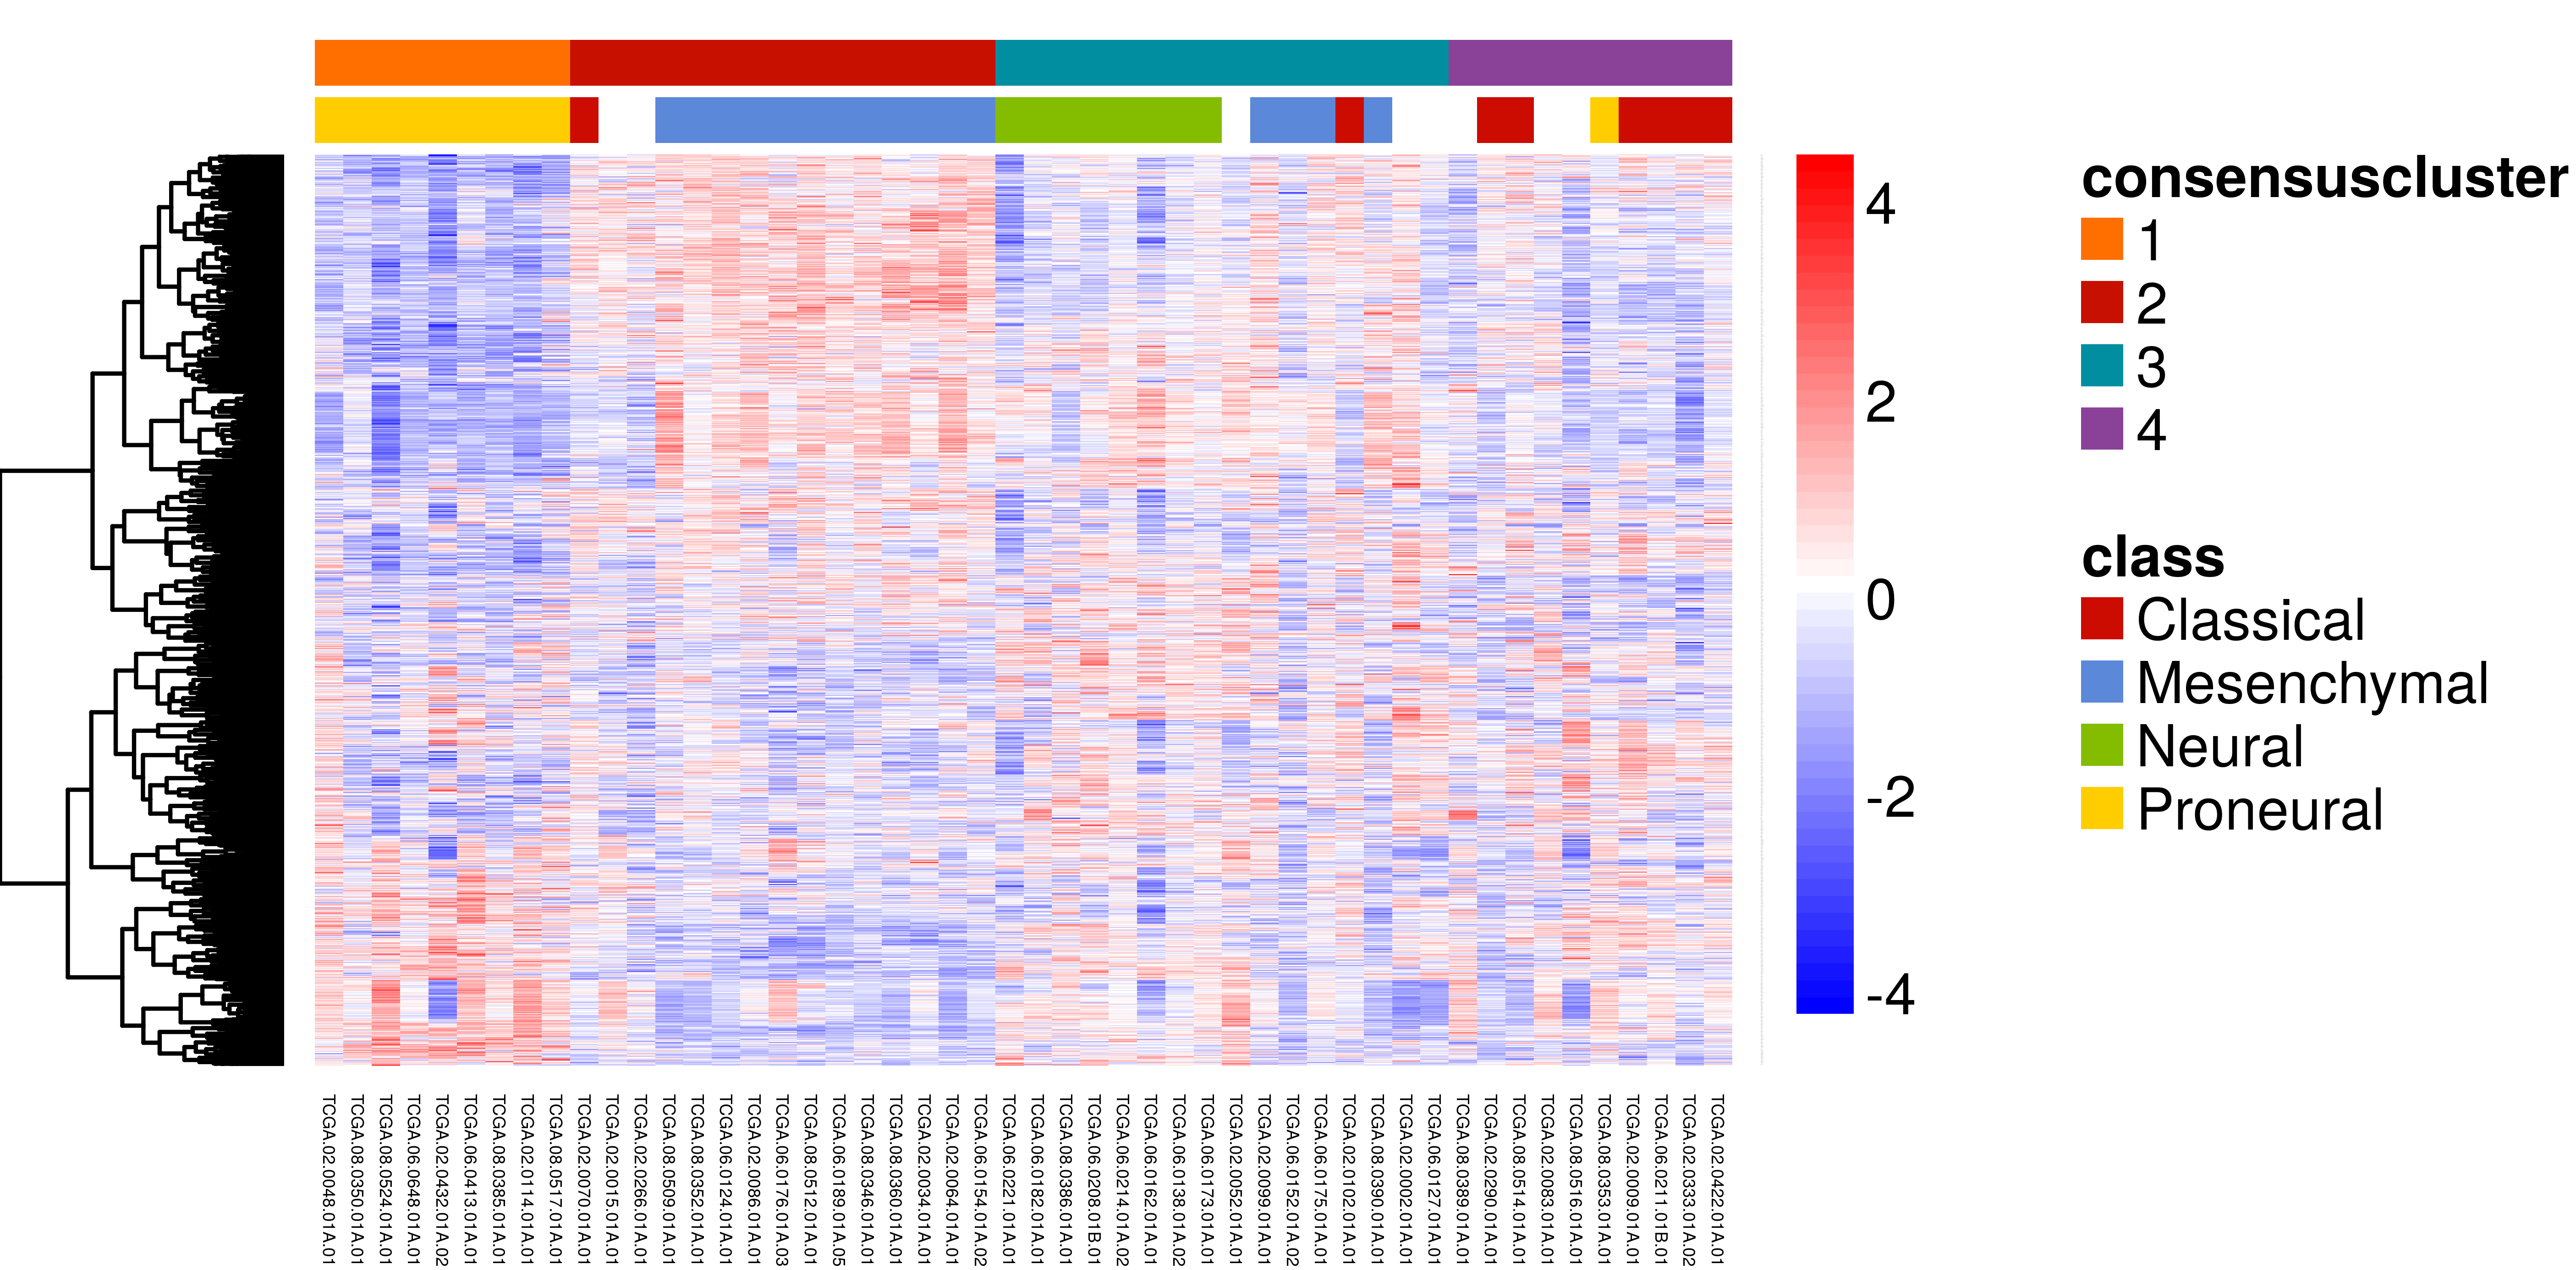 4
2
0
-2
-4
consensuscluster
1
2
3
4
class
Classical
Mesenchymal
Neural
Proneural
TCGA.02.0048.01A.01
TCGA.08.0350.01A.01
TCGA.08.0524.01A.01
TCGA.06.0648.01A.01
TCGA.02.0432.01A.02
TCGA.06.0413.01A.01
TCGA.08.0385.01A.01
TCGA.02.0114.01A.01
TCGA.08.0517.01A.01
TCGA.02.0070.01A.01
TCGA.02.0015.01A.01
TCGA.02.0266.01A.01
TCGA.08.0509.01A.01
TCGA.08.0352.01A.01
TCGA.06.0124.01A.01
TCGA.02.0086.01A.01
TCGA.06.0176.01A.03
TCGA.08.0512.01A.01
TCGA.06.0189.01A.05
TCGA.08.0346.01A.01
TCGA.08.0360.01A.01
TCGA.02.0034.01A.01
TCGA.02.0064.01A.01
TCGA.06.0154.01A.02
TCGA.06.0221.01A.01
TCGA.06.0182.01A.01
TCGA.08.0386.01A.01
TCGA.06.0208.01B.01
TCGA.06.0214.01A.02
TCGA.06.0162.01A.01
TCGA.06.0138.01A.02
TCGA.06.0173.01A.01
TCGA.02.0052.01A.01
TCGA.02.0099.01A.01
TCGA.06.0152.01A.02
TCGA.06.0175.01A.01
TCGA.02.0102.01A.01
TCGA.08.0390.01A.01
TCGA.02.0002.01A.01
TCGA.06.0127.01A.01
TCGA.08.0389.01A.01
TCGA.02.0290.01A.01
TCGA.08.0514.01A.01
TCGA.02.0083.01A.01
TCGA.08.0516.01A.01
TCGA.08.0353.01A.01
TCGA.02.0009.01A.01
TCGA.06.0211.01B.01
TCGA.02.0333.01A.02
TCGA.02.0422.01A.01